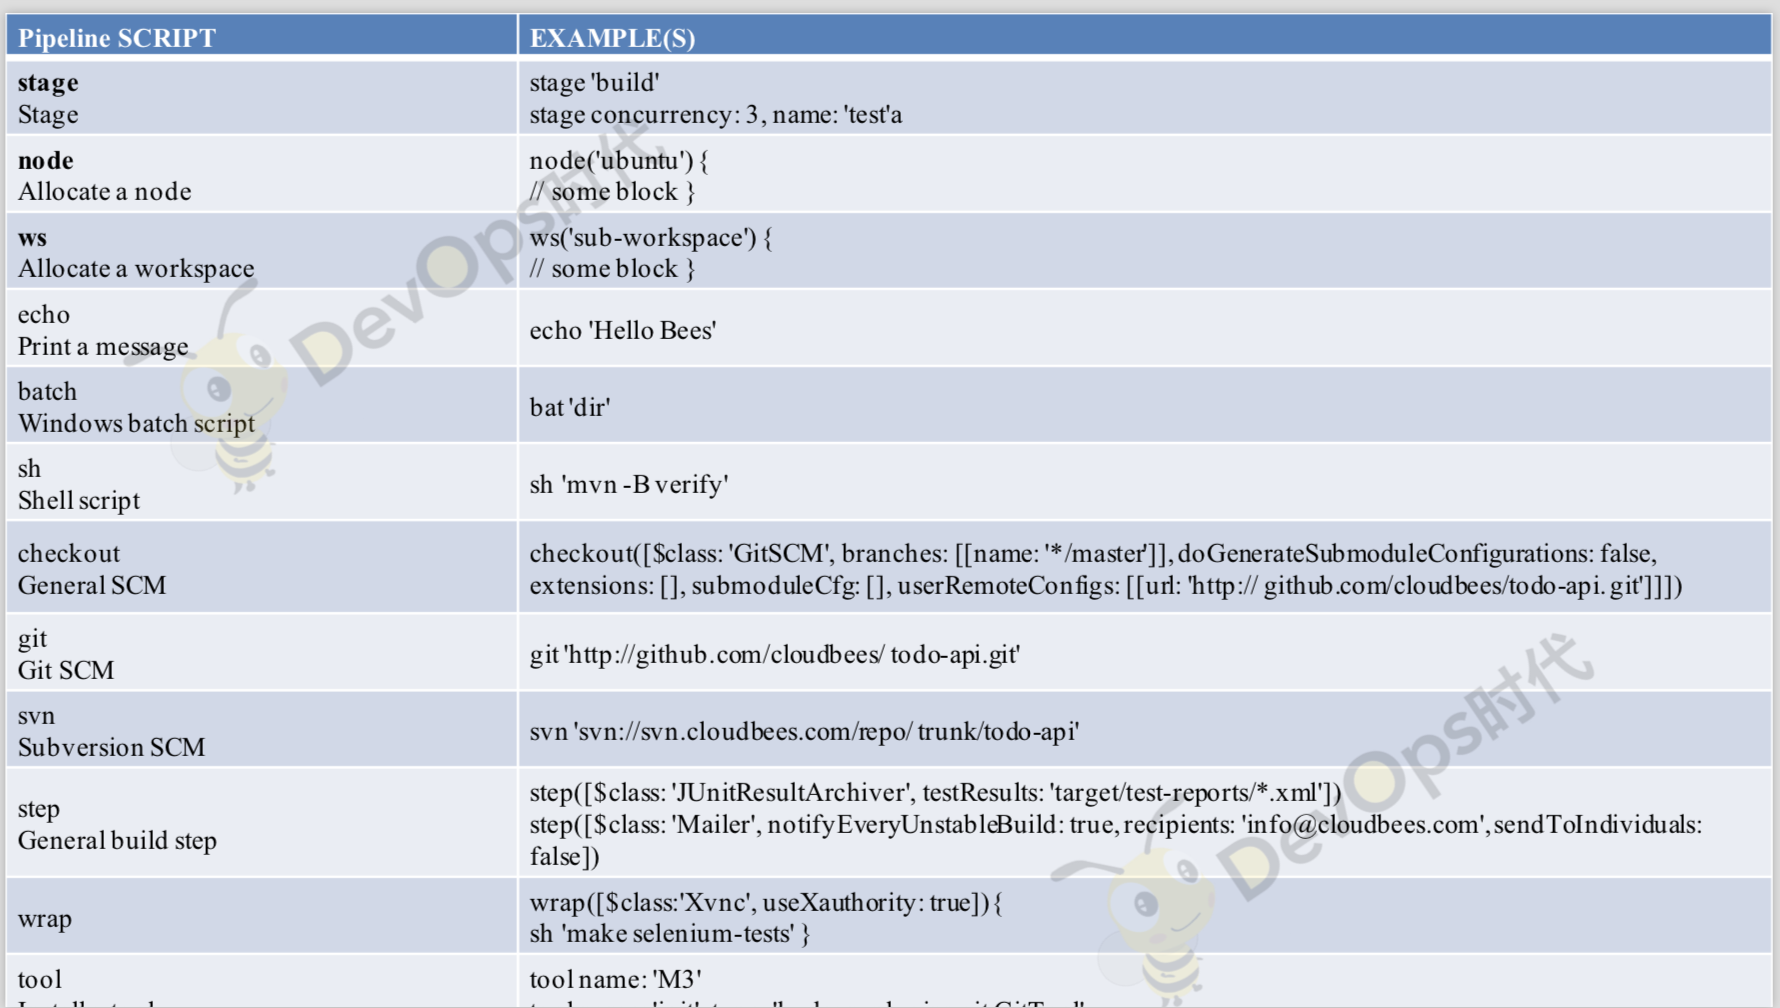 Pipeline SCRIPT
EXAMPLE(S)
stage
Stage
stage 'build'
stage concurrency: 3, name: 'test'a
node
Allocate a node
node('ubuntu') {
// some block }
ws
Allocate a workspace
ws('sub-workspace') {
// some block }
echo
Print a message
echo 'Hello Bees'
batch
Windows batch script
bat 'dir'
sh
Shell script
sh 'mvn -B verify'
checkout
General SCM
checkout([$class: 'GitSCM', branches: [[name: '*/master']], doGenerateSubmoduleConfigurations: false,
extensions: [], submoduleCfg: [], userRemoteConfigs: [[url: 'http:// github.com/cloudbees/todo-api. git']]])
git
Git SCM
git 'http://github.com/cloudbees/ todo-api.git'
svn
Subversion SCM
svn 'svn://svn.cloudbees.com/repo/ trunk/todo-api'
step
General build step
step([$class: 'JUnitResultArchiver', testResults: 'target/test-reports/*.xml'])
step([$class: 'Mailer', notifyEveryUnstableBuild: true, recipients: 'info@cloudbees.com', sendToIndividuals:
false])
wrap
wrap([$class:'Xvnc', useXauthority: true]){
sh 'make selenium-tests' }
tool
tool name: 'M3'
DevOps时代
DevOps时代